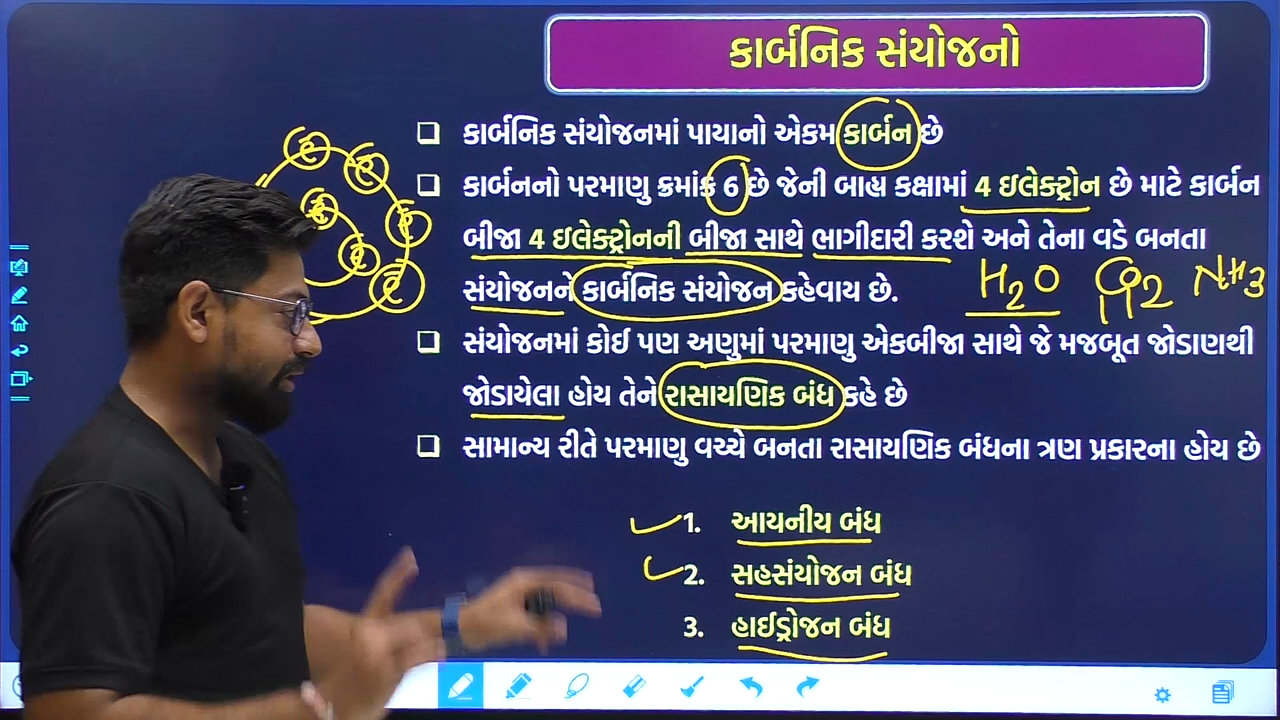 કાર્બનિક સંયોજનો
કાર્બનિક સંયોજનમાં પાયાનો એકમ કાર્બન છે
કાર્બનનો પરમાણુ ક્રમાંક 6 છે જેની બાહ્ય કક્ષામાં 4 ઇલેક્ટ્રોન છે માટે કાર્બન
બીજા 4 ઇલેક્ટ્રોનની બીજા સાથે ભાગીદારી કરશે અને તેના વડે બનતા
સંયોજનને કાર્બનિક સંયોજન કહેવાય છે.
H2O
NH3
સંયોજનમાં કોઈ પણ અણુમાં પરમાણુ એકબીજા સાથે જે મજબૂત જોડાણથી
જોડાયેલા હોય તેને રાસાયણિક બંધ કહે છે
સામાન્ય રીતે પરમાણુ વચ્ચે બનતા રાસાયણિક બંધના ત્રણ પ્રકારના હોય છે
1. આયનીય બંધ
2. સહસંયોજન બંધ
3. હાઈડ્રોજન બંધ